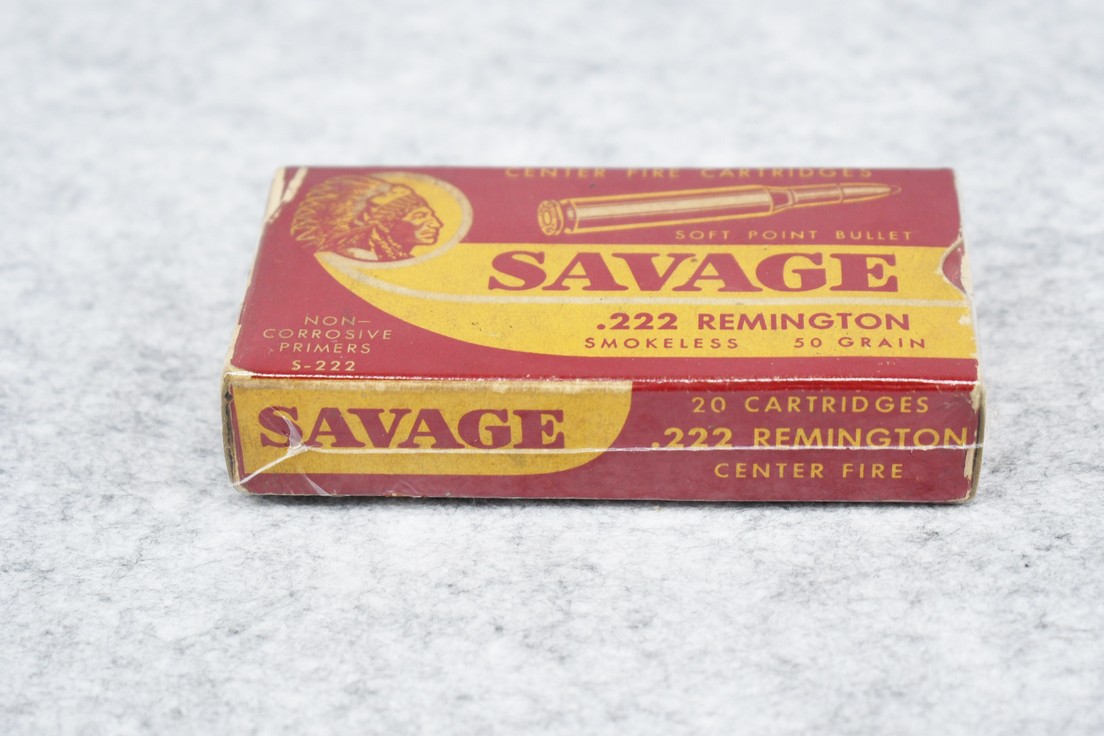 CENTER FIRE CARTRIDGES
SOFT POINT BULLET
SAVAGE
.222 REMINGTON
SMOKELESS 50 GRAIN
NON-
CORROSIVE
PRIMERS
S-222
SAVAGE
20 CARTRIDGES
.222 REMINGTON
CENTER FIRE